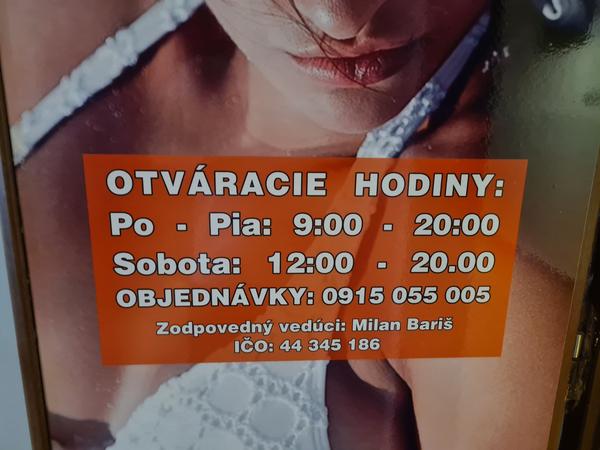 OTVÁRACIE HODINY:
Po - Pia: 9:00 - 20:00
Sobota: 12:00 - 20.00
OBJEDNÁVKY: 0915 055 005
Zodpovedný vedúci: Milan Bariš
IČO: 44 345 186